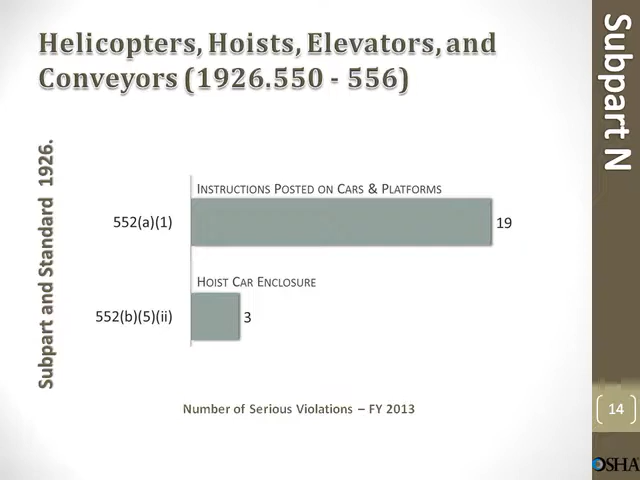 Helicopters, Hoists, Elevators, and
Conveyors (1926.550 - 556)
Subpart N
Subpart and Standard 1926.
INSTRUCTIONS POSTED ON CARS & PLATFORMS
552(a)(1)
19
HOIST CAR ENCLOSURE
552(b)(5)(ii)
3
Number of Serious Violations – FY 2013
14
OSHA